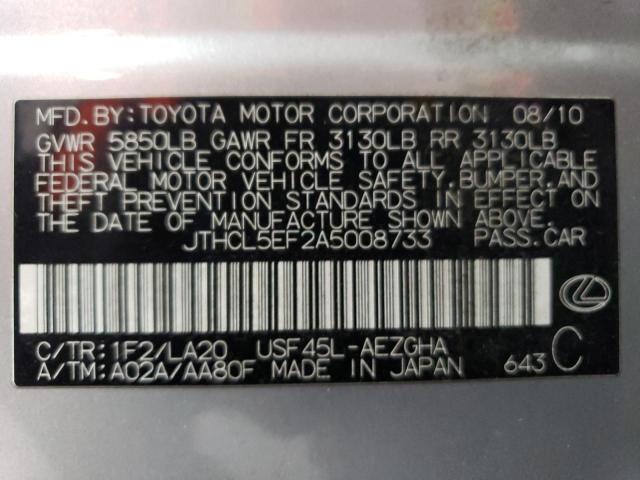 MFD. BY: TOYOTA MOTOR CORPORATION 08/10
GVWR 5850LB GAWR FR 3130LB RR 3130LB
THIS VEHICLE CONFORMS TO ALL APPLICABLE
FEDERAL MOTOR VEHICLE SAFETY, BUMPER, AND
THEFT PREVENTION STANDARDS IN EFFECT ON
THE DATE OF MANUFACTURE SHOWN ABOVE.
JTHCL5EF2A5008733 PASS. CAR
C/TR: 1F2/LA20 USF45L-AEZGHA
A/TM: A02A/AA80F MADE IN JAPAN 643 C